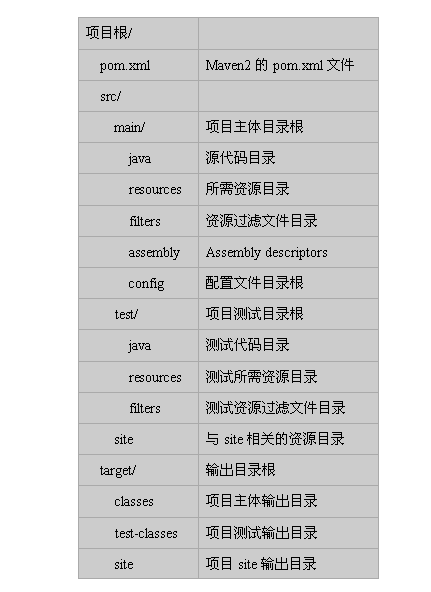 项目根/
pom.xml Maven2 的 pom.xml 文件
src/
main/ 项目主体目录根
java 源代码目录
resources 所需资源目录
filters 资源过滤文件目录
assembly Assembly descriptors
config 配置文件目录根
test/ 项目测试目录根
java 测试代码目录
resources 测试所需资源目录
filters 测试资源过滤文件目录
site 与 site 相关的资源目录
target/ 输出目录根
classes 项目主体输出目录
test-classes 项目测试输出目录
site 项目 site 输出目录